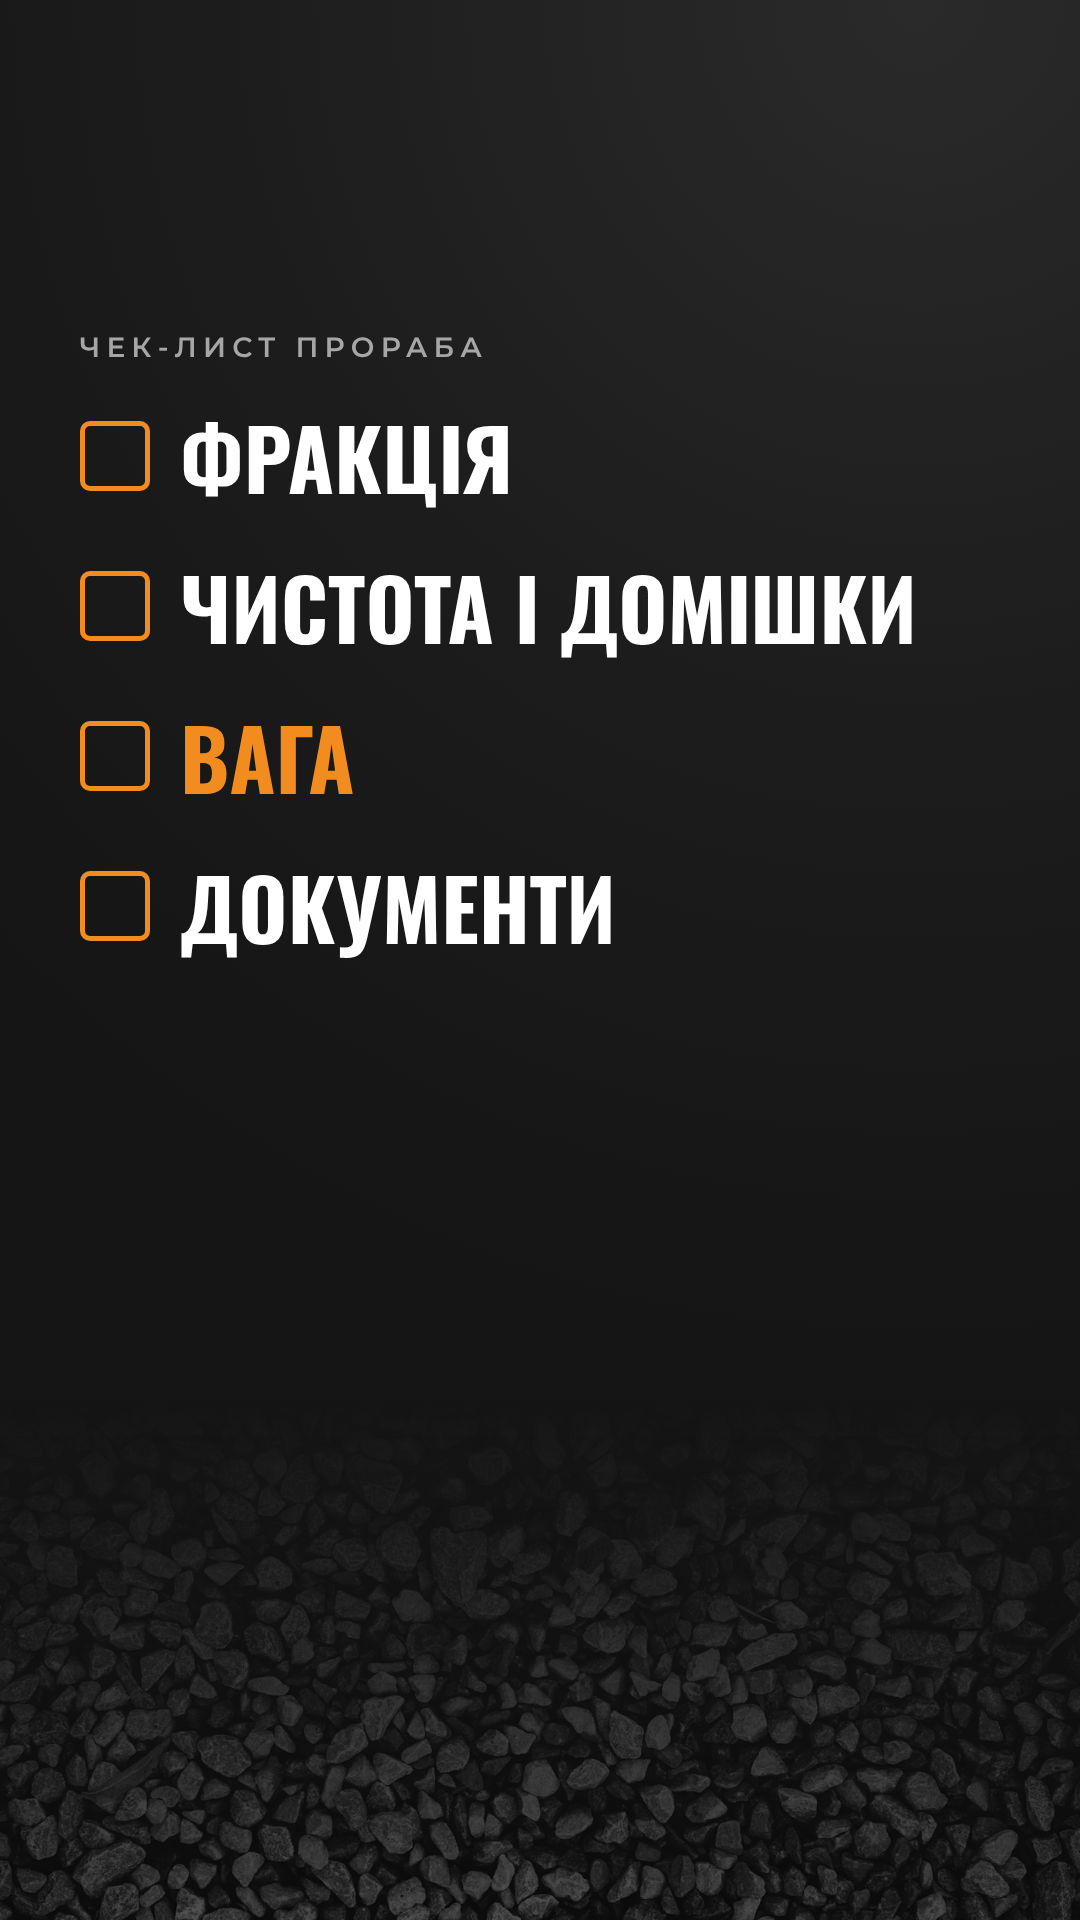 ЧЕК-ЛИСТ ПРОРАБА
ФРАКЦІЯ
ЧИСТОТА І ДОМІШКИ
ВАГА
ДОКУМЕНТИ